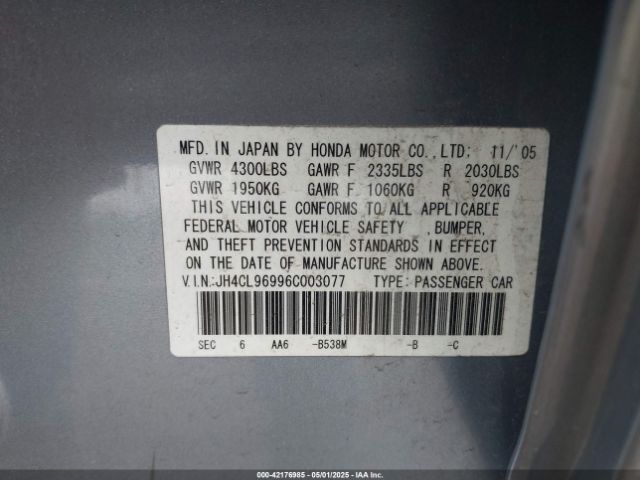 MFD. IN JAPAN BY HONDA MOTOR CO., LTD; 11/'05
GVWR 4300LBS GAWR F 2335LBS R 2030LBS
GVWR 1950KG GAWR F 1060KG R 920KG
THIS VEHICLE CONFORMS TO ALL APPLICABLE
FEDERAL MOTOR VEHICLE SAFETY , BUMPER,
AND THEFT PREVENTION STANDARDS IN EFFECT
ON THE DATE OF MANUFACTURE SHOWN ABOVE.
V.I.N.:JH4CL96996C003077 TYPE: PASSENGER CAR
SEC 6 AA6 -B538M -B -C
000-42176985 - 05/01/2025 - IAAI.COM